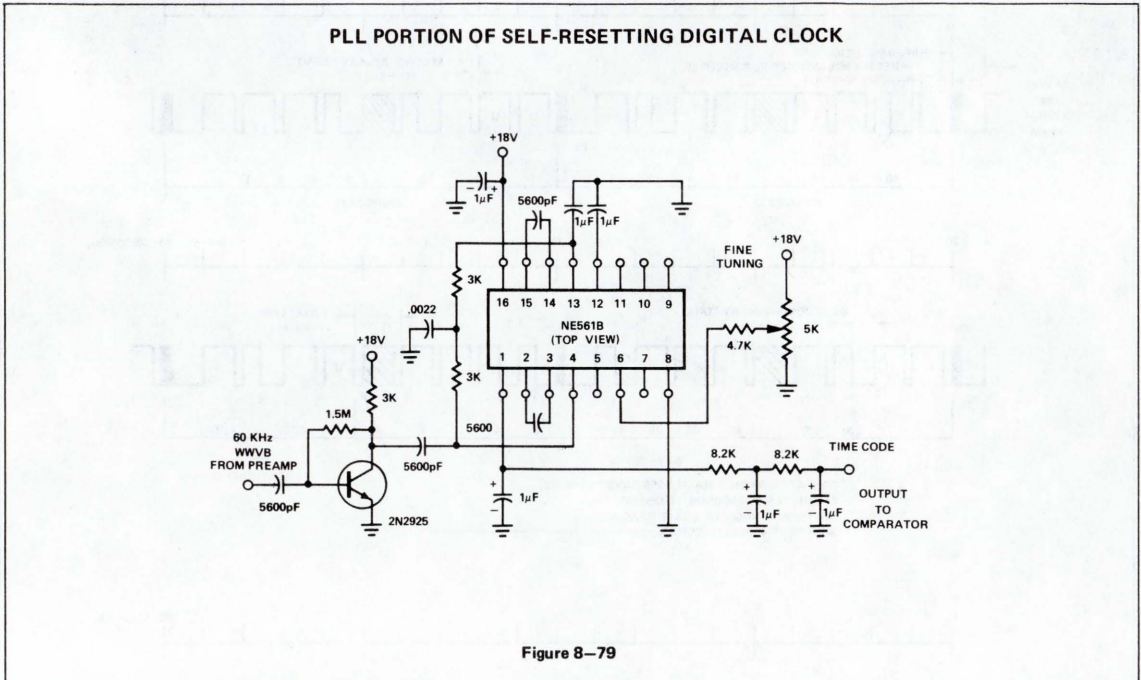 PLL PORTION OF SELF-RESETTING DIGITAL CLOCK
+18V
1µF
5600pF
1µF
1µF
FINE
TUNING
+18V
3K
16 15 14 13 12 11 10 9
.0022
NE561B
(TOP VIEW)
5K
4.7K
+18V
1 2 3 4 5 6 7 8
3K
3K
1.5M
5600
60 KHz
WWVB
FROM PREAMP
5600pF
8.2K
8.2K
TIME CODE
5600pF
1µF
1µF
1µF
OUTPUT
TO
COMPARATOR
2N2925
Figure 8–79